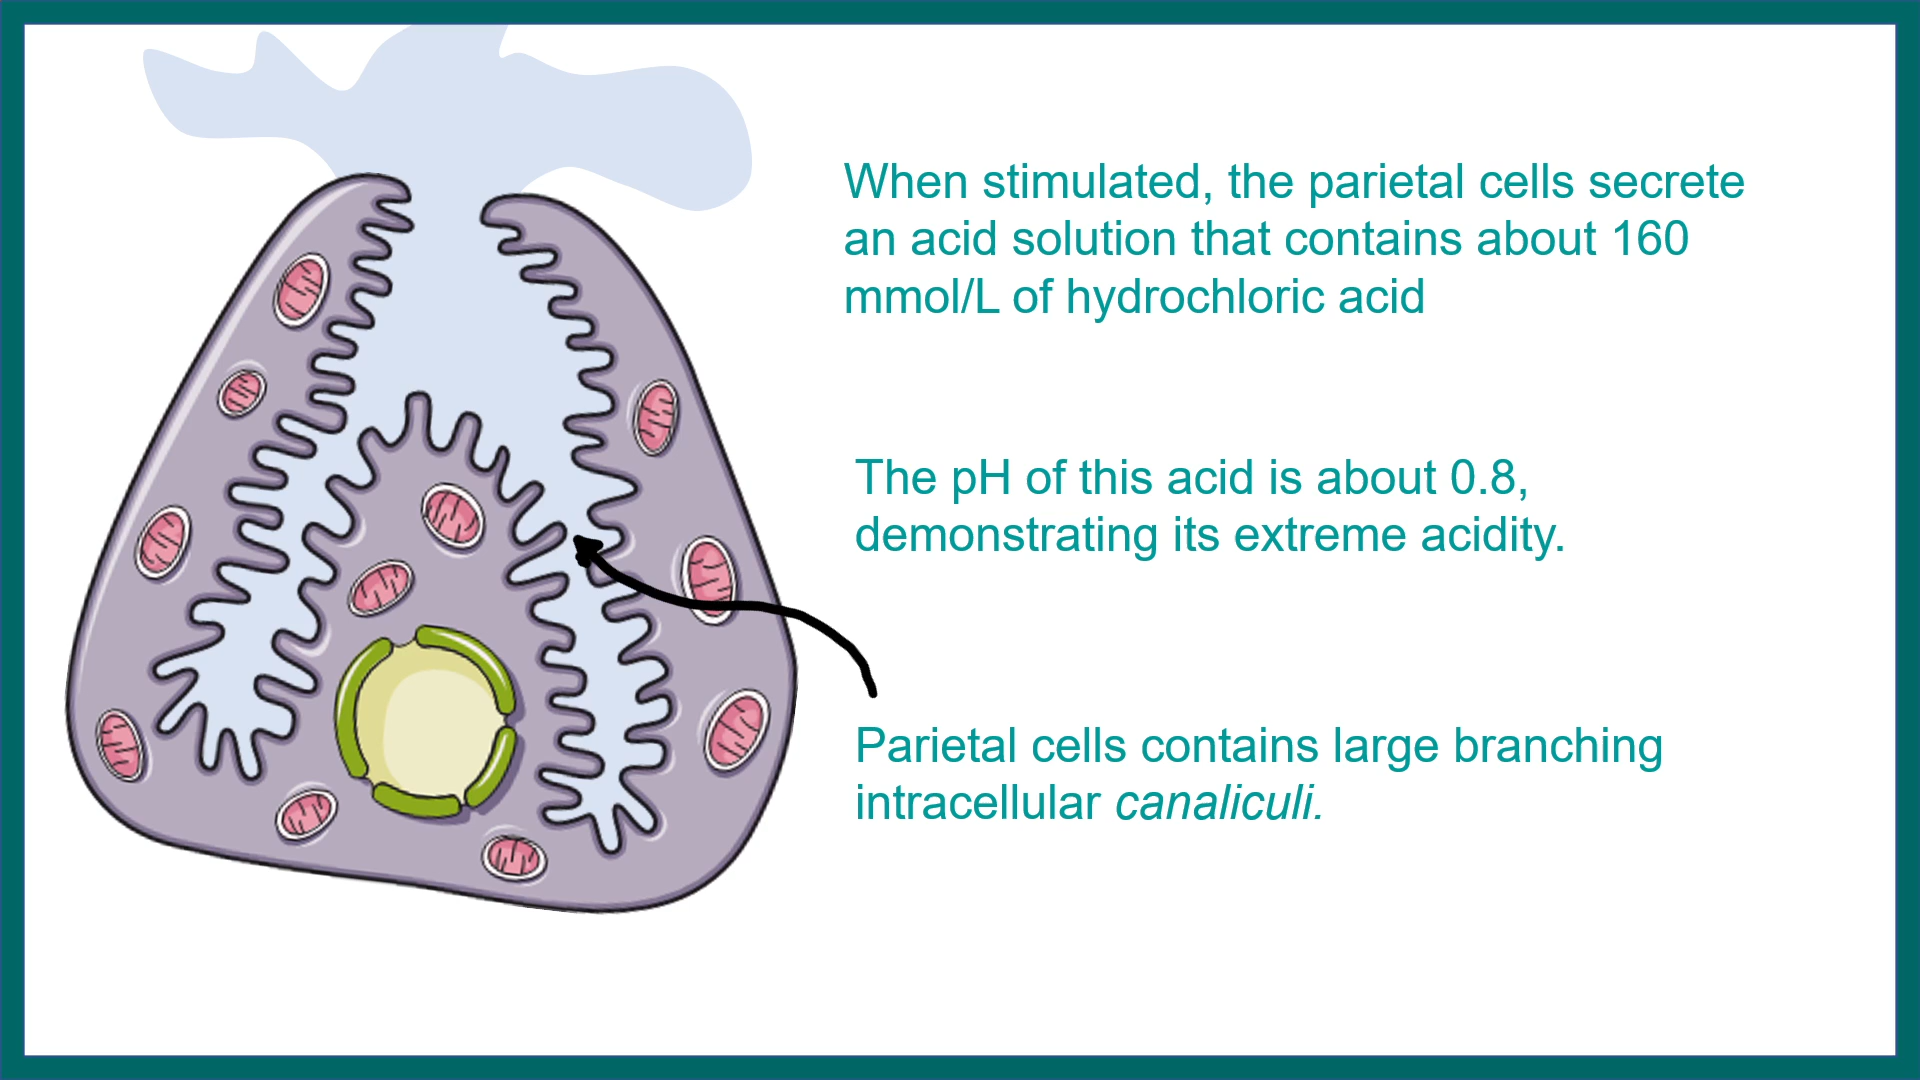 When stimulated, the parietal cells secrete
an acid solution that contains about 160
mmol/L of hydrochloric acid
The pH of this acid is about 0.8,
demonstrating its extreme acidity.
Parietal cells contains large branching
intracellular canaliculi.